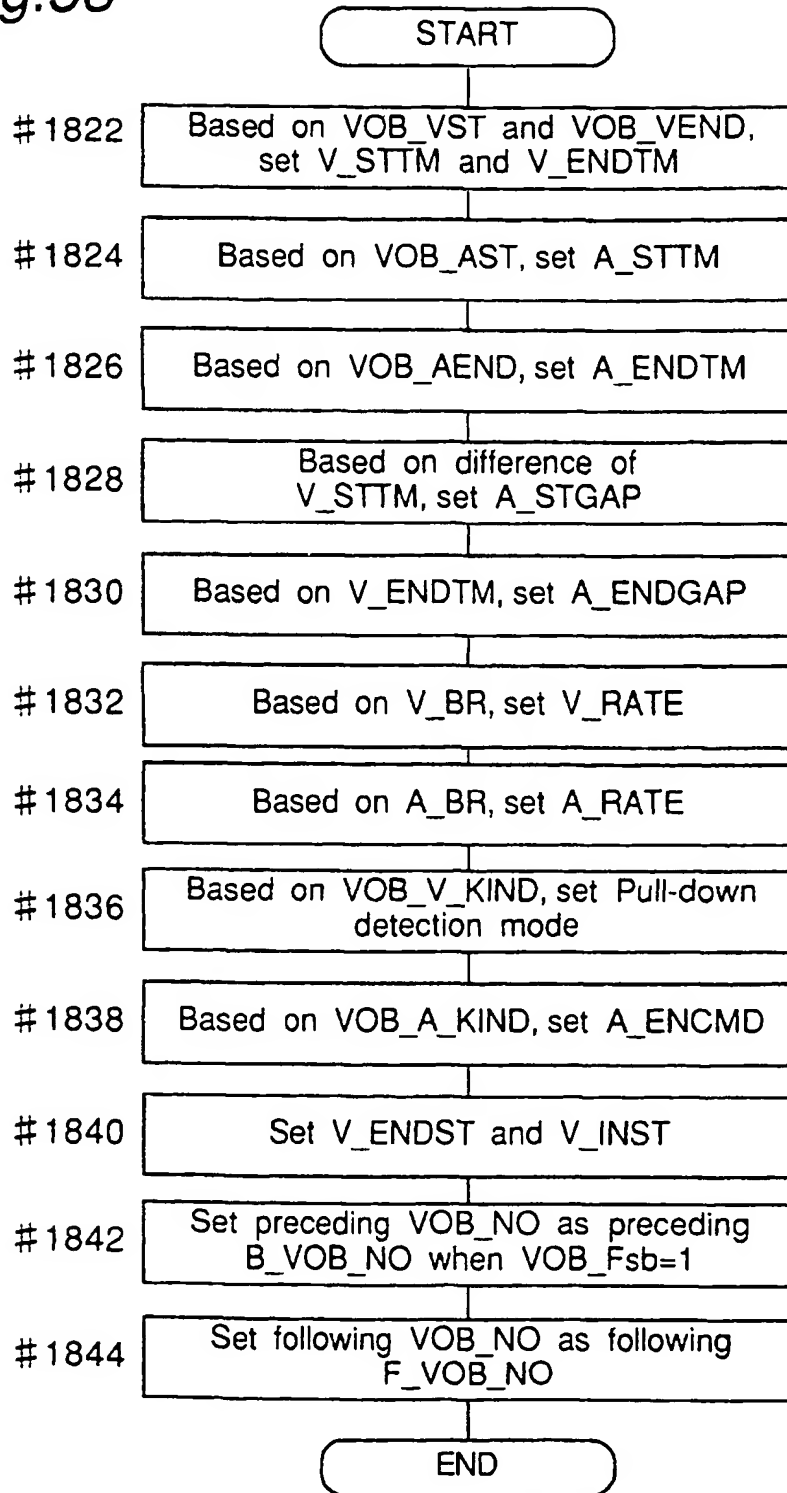 START
#1822
Based on VOB_VST and VOB_VEND,
set V_STTM and V_ENDTM
#1824
Based on VOB_AST, set A_STTM
#1826
Based on VOB_AEND, set A_ENDTM
#1828
Based on difference of
V_STTM, set A_STGAP
#1830
Based on V_ENDTM, set A_ENDGAP
#1832
Based on V_BR, set V_RATE
#1834
Based on A_BR, set A_RATE
#1836
Based on VOB_V_KIND, set Pull-down
detection mode
#1838
Based on VOB_A_KIND, set A_ENCMD
#1840
Set V_ENDST and V_INST
#1842
Set preceding VOB_NO as preceding
B_VOB_NO when VOB_Fsb=1
#1844
Set following VOB_NO as following
F_VOB_NO
END